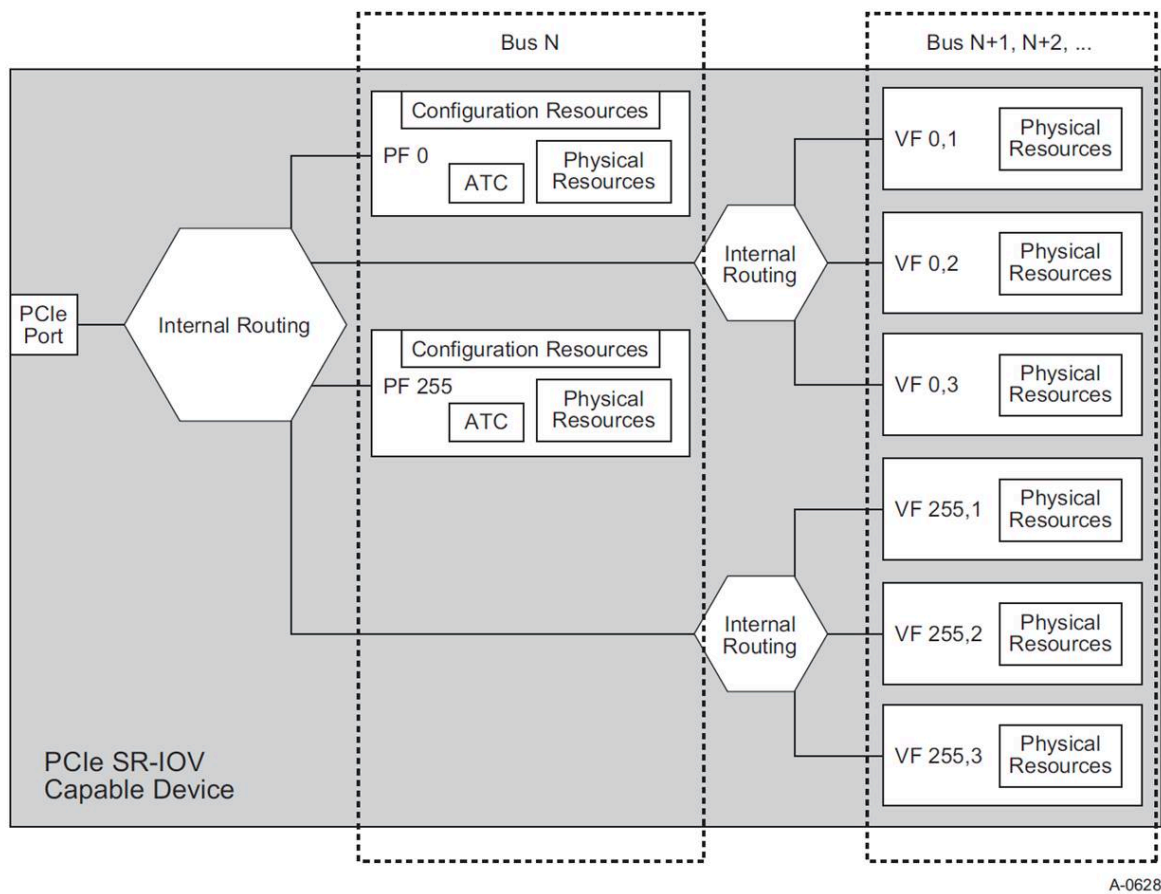 Bus N
Bus N+1, N+2, ...
Configuration Resources
PF 0
ATC
Physical
Resources
VF 0,1
Physical
Resources
Internal
Routing
VF 0,2
Physical
Resources
PCIe
Port
Internal Routing
Configuration Resources
PF 255
ATC
Physical
Resources
VF 0,3
Physical
Resources
VF 255,1
Physical
Resources
Internal
Routing
VF 255,2
Physical
Resources
VF 255,3
Physical
Resources
PCIe SR-IOV
Capable Device
A-0628